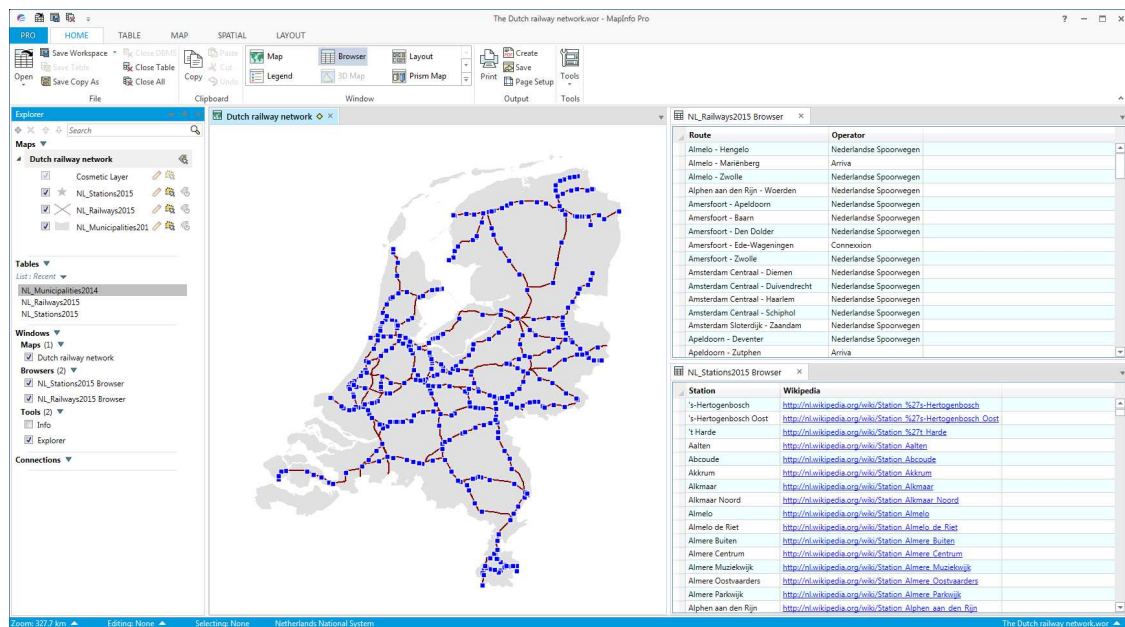 The Dutch railway network.wor - MapInfo Pro
PRO HOME TABLE MAP SPATIAL LAYOUT
Open
Save Workspace
Save Table
Save Copy As
Close DBMS
Close Table
Close All
File
Copy
Paste
Cut
Undo
Clipboard
Map Browser Layout
Legend 3D Map Prism Map
Window
Print
Create
Save
Page Setup
Output
Tools
Tools
Explorer
Search
Maps
Dutch railway network
Cosmetic Layer
NL_Stations2015
NL_Railways2015
NL_Municipalities201
Tables
List : Recent
NL_Municipalities2014
NL_Railways2015
NL_Stations2015
Windows
Maps (1)
Dutch railway network
Browsers (2)
NL_Stations2015 Browser
NL_Railways2015 Browser
Tools (2)
Info
Explorer
Connections
Dutch railway network
NL_Railways2015 Browser
Route Operator
Almelo - Hengelo Nederlandse Spoorwegen
Almelo - Mariënberg Arriva
Almelo - Zwolle Nederlandse Spoorwegen
Alphen aan den Rijn - Woerden Nederlandse Spoorwegen
Amersfoort - Apeldoorn Nederlandse Spoorwegen
Amersfoort - Baarn Nederlandse Spoorwegen
Amersfoort - Den Dolder Nederlandse Spoorwegen
Amersfoort - Ede-Wageningen Connexxion
Amersfoort - Zwolle Nederlandse Spoorwegen
Amsterdam Centraal - Diemen Nederlandse Spoorwegen
Amsterdam Centraal - Duivendrecht Nederlandse Spoorwegen
Amsterdam Centraal - Haarlem Nederlandse Spoorwegen
Amsterdam Centraal - Schiphol Nederlandse Spoorwegen
Amsterdam Sloterdijk - Zaandam Nederlandse Spoorwegen
Apeldoorn - Deventer Nederlandse Spoorwegen
Apeldoorn - Zutphen Arriva
NL_Stations2015 Browser
Station Wikipedia
's-Hertogenbosch http://nl.wikipedia.org/wiki/Station_%27s-Hertogenbosch
's-Hertogenbosch Oost http://nl.wikipedia.org/wiki/Station_%27s-Hertogenbosch_Oost
't Harde http://nl.wikipedia.org/wiki/Station_%27t_Harde
Aalten http://nl.wikipedia.org/wiki/Station_Aalten
Abcoude http://nl.wikipedia.org/wiki/Station_Abcoude
Akkrum http://nl.wikipedia.org/wiki/Station_Akkrum
Alkmaar http://nl.wikipedia.org/wiki/Station_Alkmaar
Alkmaar Noord http://nl.wikipedia.org/wiki/Station_Alkmaar_Noord
Almelo http://nl.wikipedia.org/wiki/Station_Almelo
Almelo de Riet http://nl.wikipedia.org/wiki/Station_Almelo_de_Riet
Almere Buiten http://nl.wikipedia.org/wiki/Station_Almere_Buiten
Almere Centrum http://nl.wikipedia.org/wiki/Station_Almere_Centrum
Almere Muziekwijk http://nl.wikipedia.org/wiki/Station_Almere_Muziekwijk
Almere Oostvaarders http://nl.wikipedia.org/wiki/Station_Almere_Oostvaarders
Almere Parkwijk http://nl.wikipedia.org/wiki/Station_Almere_Parkwijk
Alphen aan den Rijn http://nl.wikipedia.org/wiki/Station_Alphen_aan_den_Rijn
Zoom: 327.7 km Editing: None Selecting: None Netherlands National System The Dutch railway network.wor